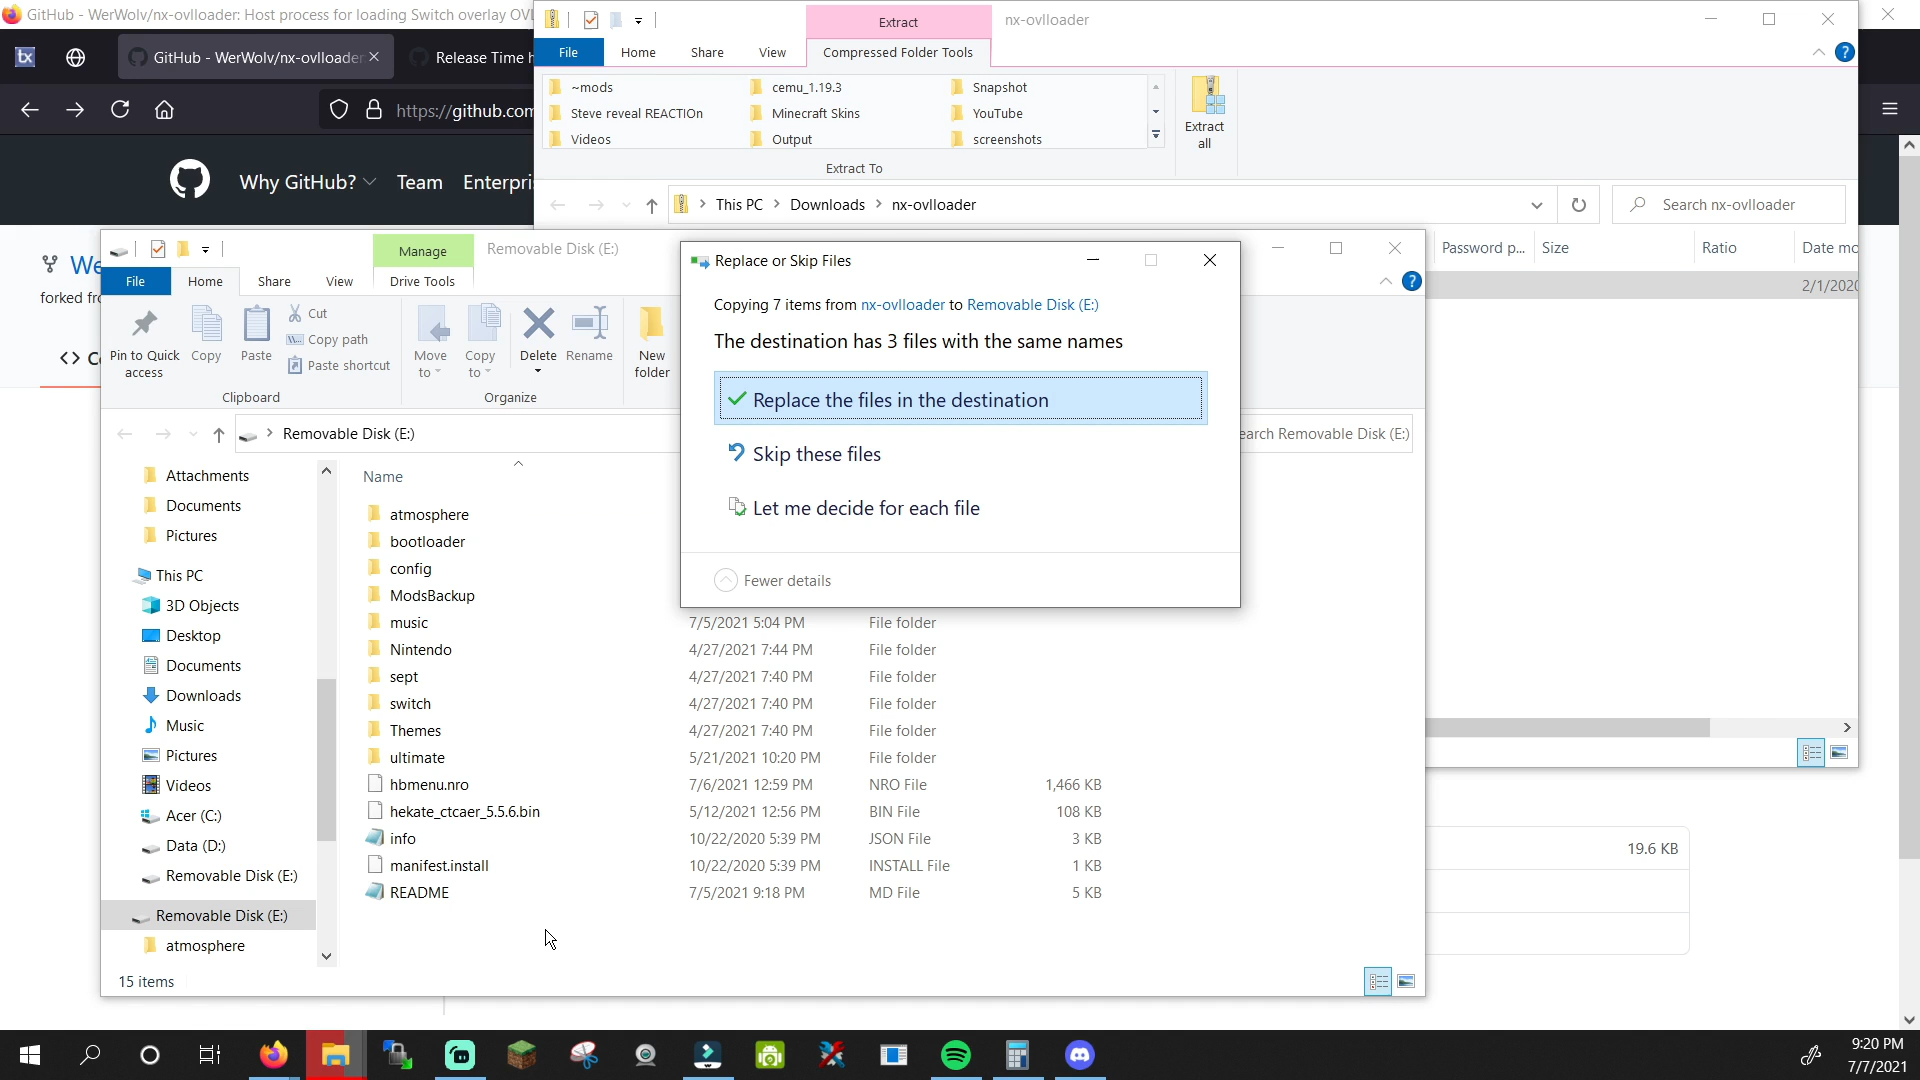 GitHub - WerWolv/nx-ovlloader: Host process for loading Switch overlay OVL
GitHub - WerWolv/nx-ovlloader
Release Time h
https://github.com
Why GitHub?
Team
Enterpri
We
forked fro
Extract
nx-ovlloader
File
Home
Share
View
Compressed Folder Tools
~mods
cemu_1.19.3
Snapshot
Steve reveal REACTIOn
Minecraft Skins
YouTube
Videos
Output
screenshots
Extract To
Extract
all
This PC
Downloads
nx-ovlloader
Search nx-ovlloader
Password p...
Size
Ratio
Date mo
2/1/2020
19.6 KB
Manage
Removable Disk (E:)
File
Home
Share
View
Drive Tools
Pin to Quick
access
Copy
Paste
Cut
Copy path
Paste shortcut
Clipboard
Move
to
Copy
to
Delete
Rename
Organize
New
folder
Removable Disk (E:)
earch Removable Disk (E:)
Attachments
Documents
Pictures
This PC
3D Objects
Desktop
Documents
Downloads
Music
Pictures
Videos
Acer (C:)
Data (D:)
Removable Disk (E:)
Removable Disk (E:)
atmosphere
Name
atmosphere
bootloader
config
ModsBackup
music 7/5/2021 5:04 PM File folder
Nintendo 4/27/2021 7:44 PM File folder
sept 4/27/2021 7:40 PM File folder
switch 4/27/2021 7:40 PM File folder
Themes 4/27/2021 7:40 PM File folder
ultimate 5/21/2021 10:20 PM File folder
hbmenu.nro 7/6/2021 12:59 PM NRO File 1,466 KB
hekate_ctcaer_5.5.6.bin 5/12/2021 12:56 PM BIN File 108 KB
info 10/22/2020 5:39 PM JSON File 3 KB
manifest.install 10/22/2020 5:39 PM INSTALL File 1 KB
README 7/5/2021 9:18 PM MD File 5 KB
15 items
Replace or Skip Files
Copying 7 items from nx-ovlloader to Removable Disk (E:)
The destination has 3 files with the same names
Replace the files in the destination
Skip these files
Let me decide for each file
Fewer details
9:20 PM
7/7/2021